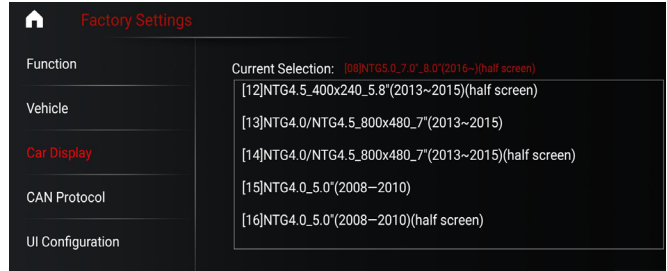 Factory Settings
Function
Vehicle
Car Display
CAN Protocol
UI Configuration
Current Selection: [08]NTG5.0_7.0"_8.0"(2016~)(half screen)
[12]NTG4.5_400x240_5.8"(2013~2015)(half screen)
[13]NTG4.0/NTG4.5_800x480_7"(2013~2015)
[14]NTG4.0/NTG4.5_800x480_7"(2013~2015)(half screen)
[15]NTG4.0_5.0"(2008—2010)
[16]NTG4.0_5.0"(2008—2010)(half screen)